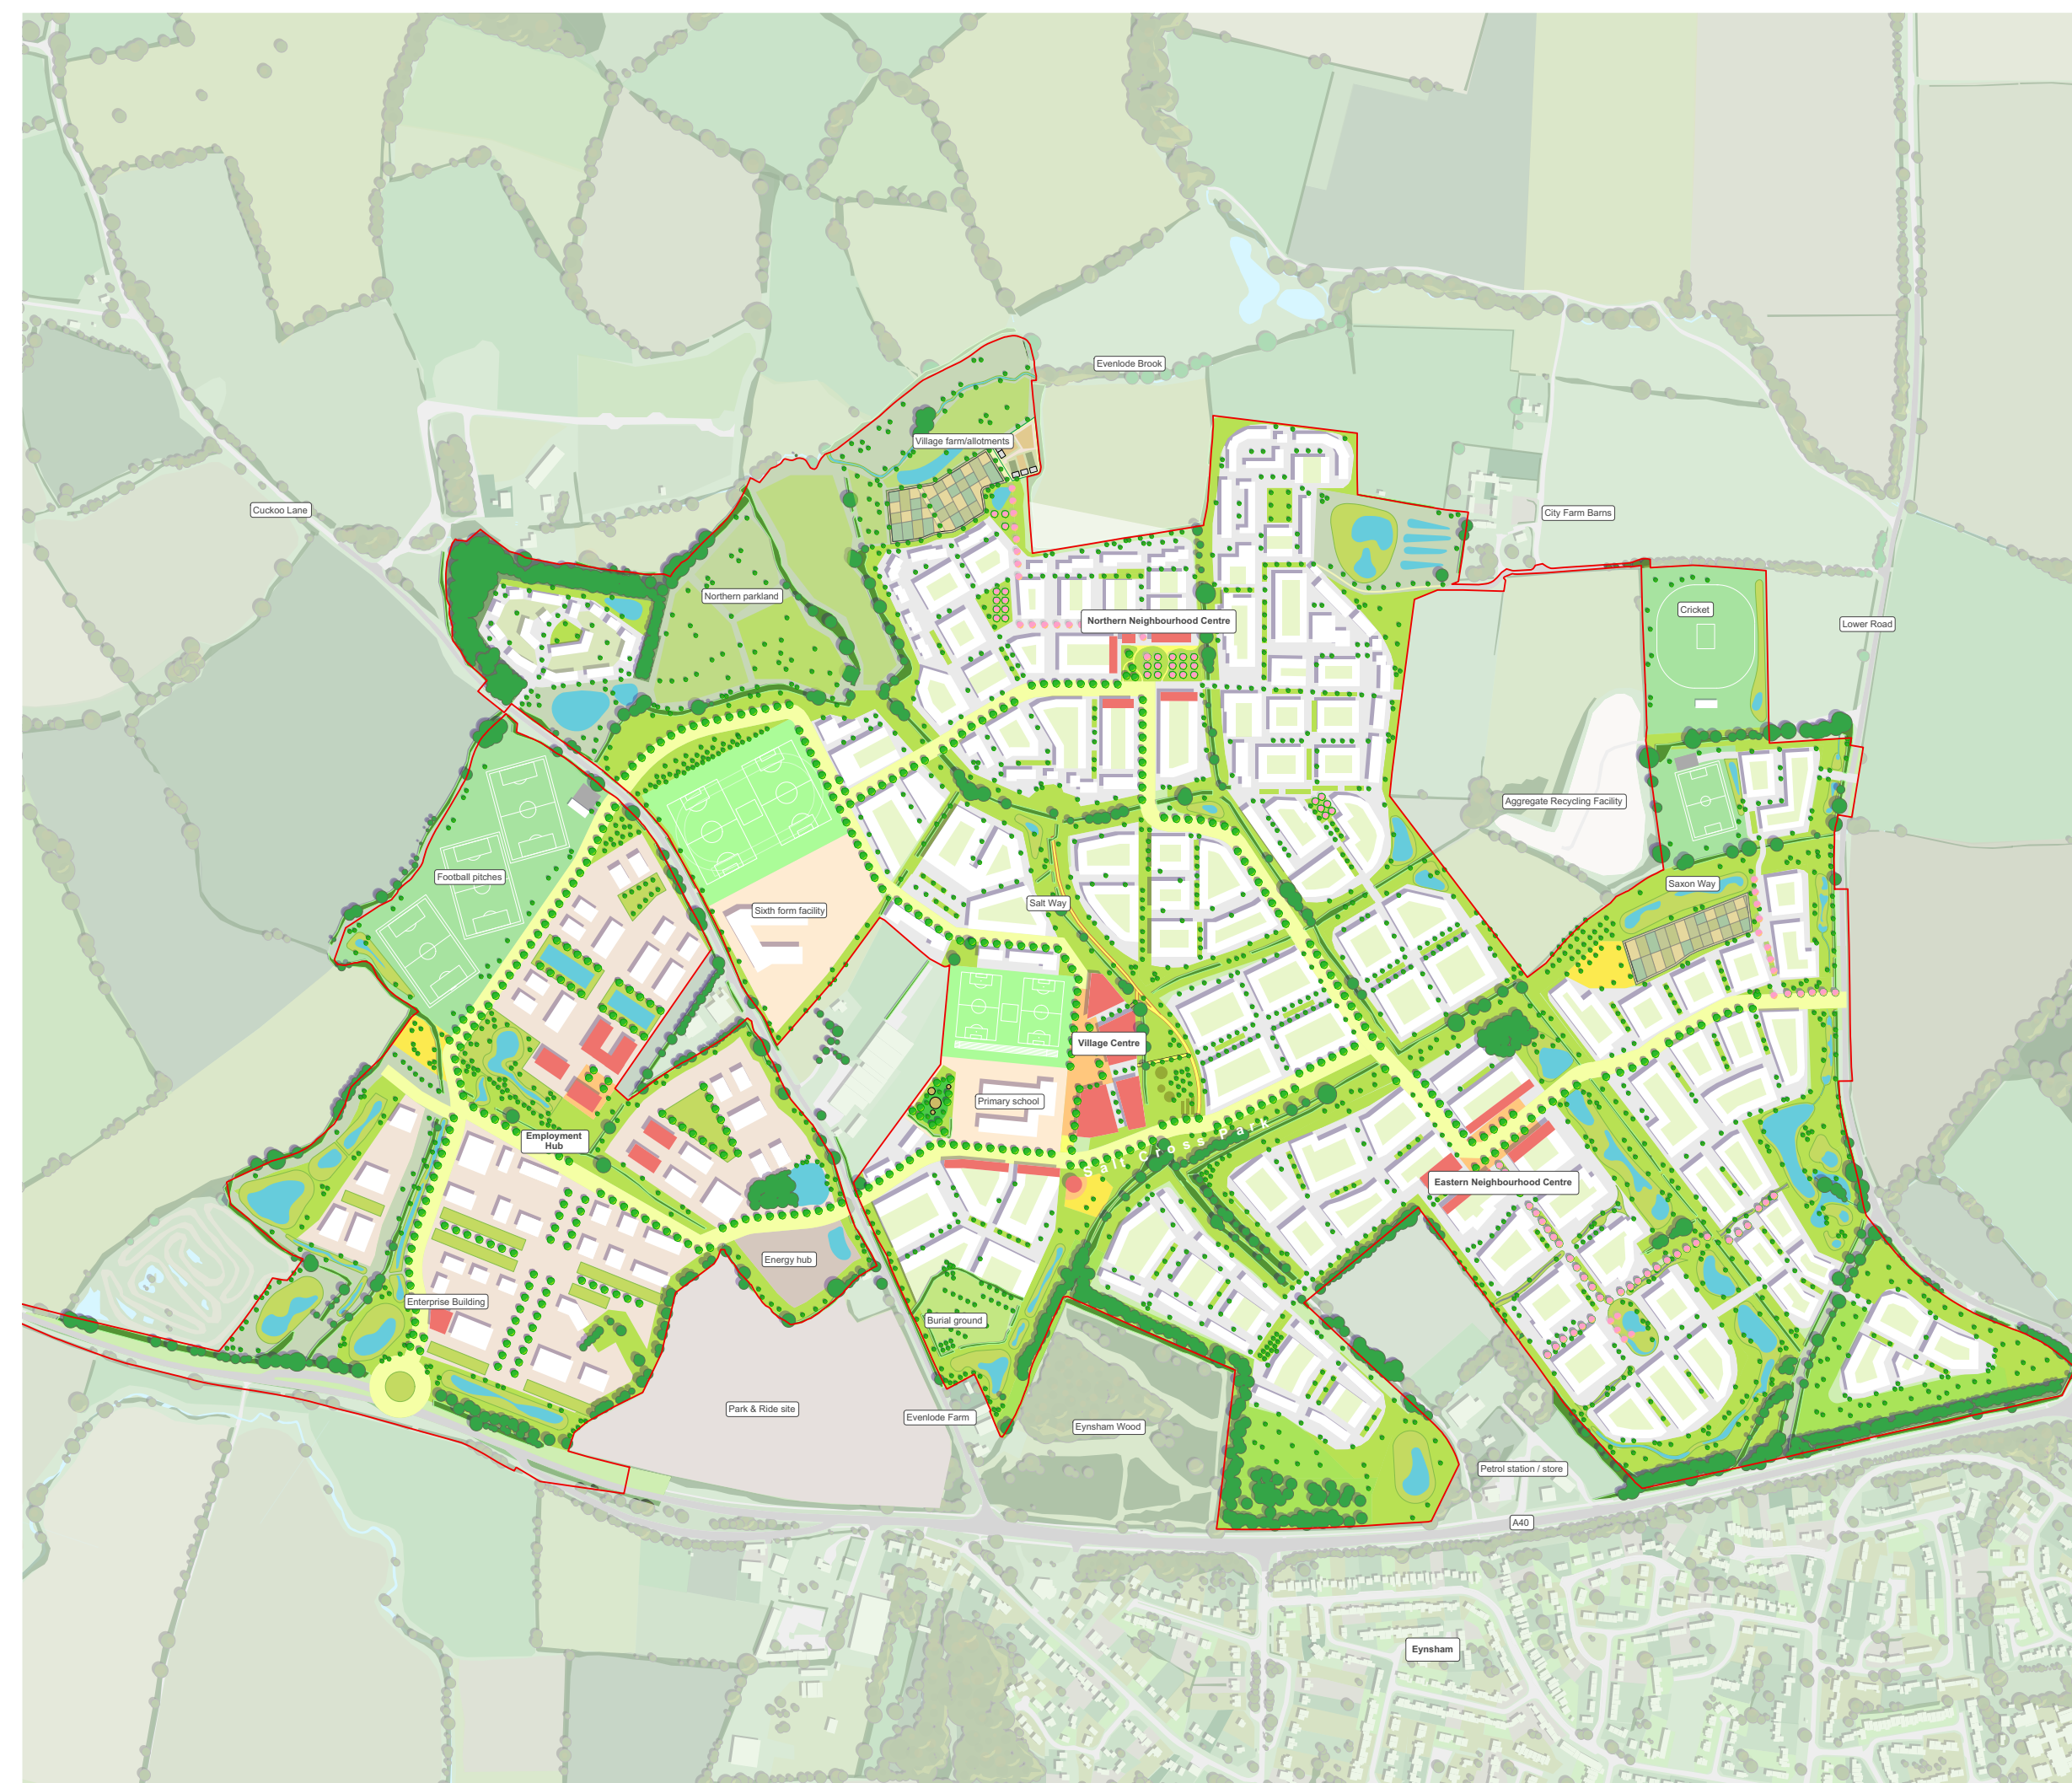 Evenlode Brook
Village farm/allotments
Cuckoo Lane
City Farm Barns
Northern parkland
Cricket
Northern Neighbourhood Centre
Lower Road
Aggregate Recycling Facility
Football pitches
Saxon Way
Salt Way
Sixth form facility
Village Centre
Primary school
Salt Cross Park
Employment
Hub
Eastern Neighbourhood Centre
Energy hub
Enterprise Building
Burial ground
Park & Ride site
Evenlode Farm
Eynsham Wood
Petrol station / store
A40
Eynsham